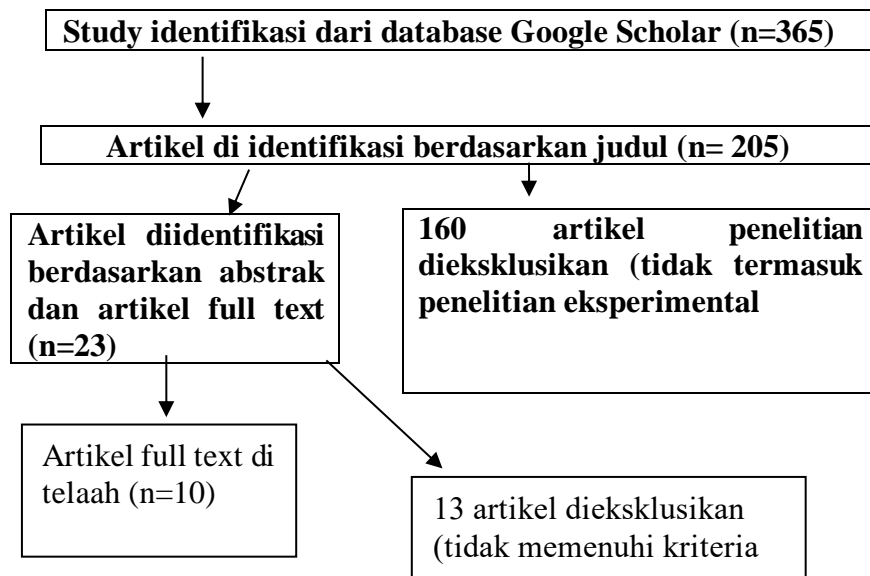 Study identifikasi dari database Google Scholar (n=365)
Artikel di identifikasi berdasarkan judul (n= 205)
Artikel diidentifikasi
berdasarkan abstrak
dan artikel full text
(n=23)
160 artikel penelitian
dieksklusikan (tidak termasuk
penelitian eksperimental
Artikel full text di
telaah (n=10)
13 artikel dieksklusikan
(tidak memenuhi kriteria